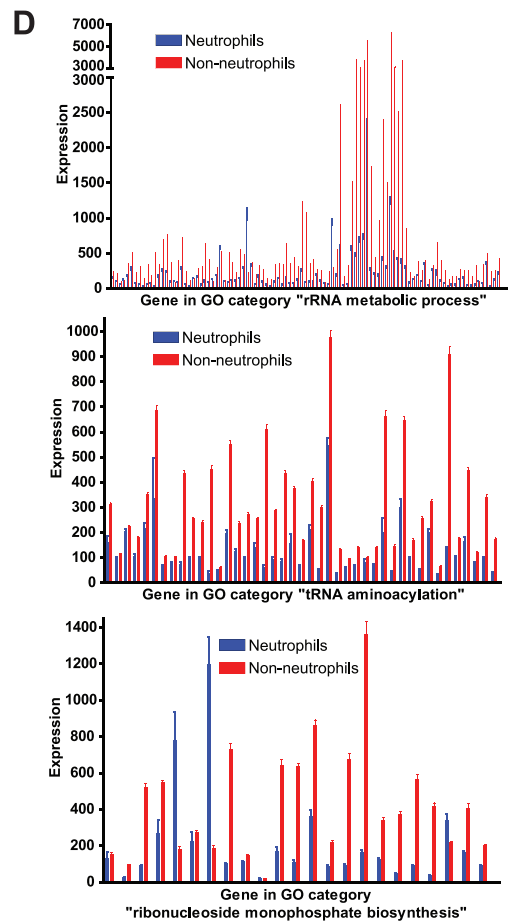 D
7000
5000
3000
3000
2500
2000
1500
1000
500
0
Expression
Neutrophils
Non-neutrophils
Gene in GO category "rRNA metabolic process"
1000
900
800
700
600
500
400
300
200
100
0
Expression
Neutrophils
Non-neutrophils
Gene in GO category "tRNA aminoacylation"
1400
1200
1000
800
600
400
200
0
Expression
Neutrophils
Non-neutrophils
Gene in GO category
"ribonucleoside monophosphate biosynthesis"